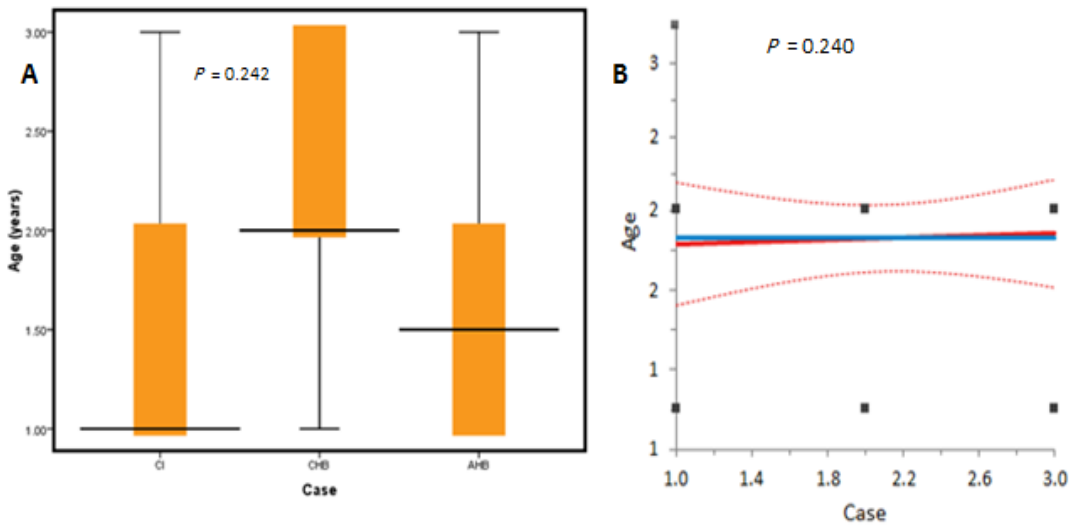 A
P = 0.242
Age (years)
3.00
2.50
2.00
1.50
1.00
CI
CHB
AHB
Case
B
P = 0.240
Age
3
2
2
2
1
1
1.0
1.4
1.8
2.2
2.6
3.0
Case